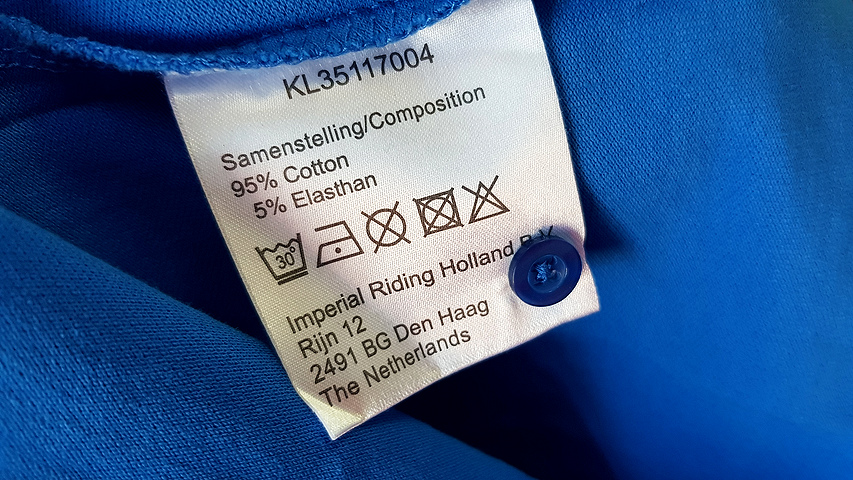 KL35117004
Samenstelling/Composition
95% Cotton
5% Elasthan
30°
Imperial Riding Holland B.V.
Rijn 12
2491 BG Den Haag
The Netherlands